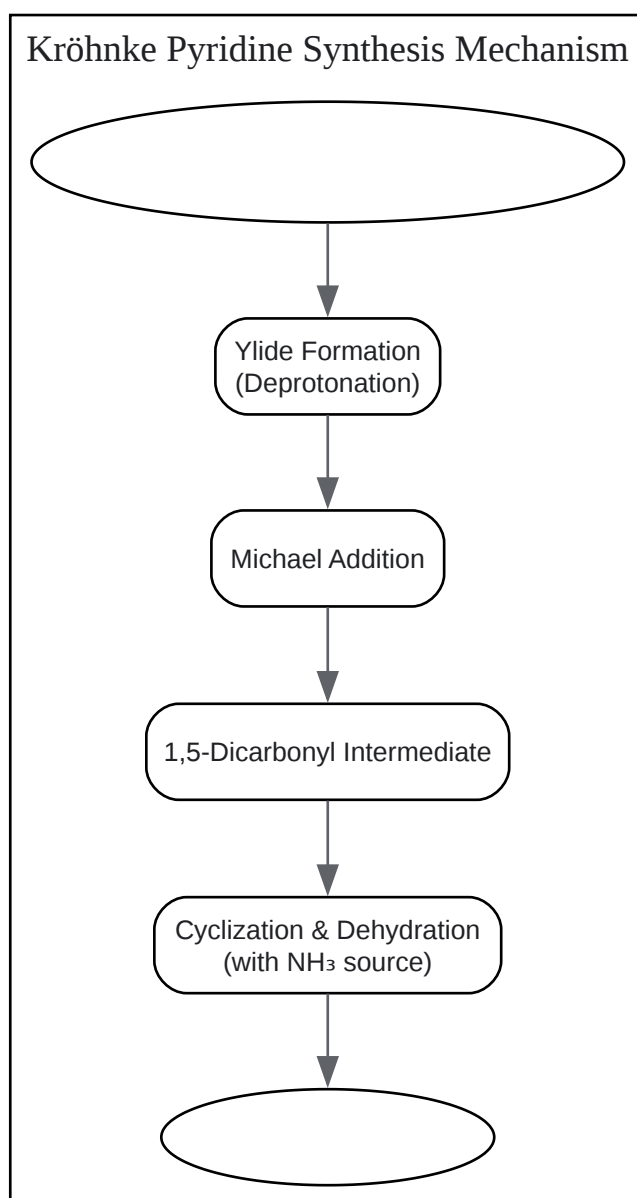 Kröhnke Pyridine Synthesis Mechanism
Ylide Formation
(Deprotonation)
Michael Addition
1,5-Dicarbonyl Intermediate
Cyclization & Dehydration
(with NH₃ source)